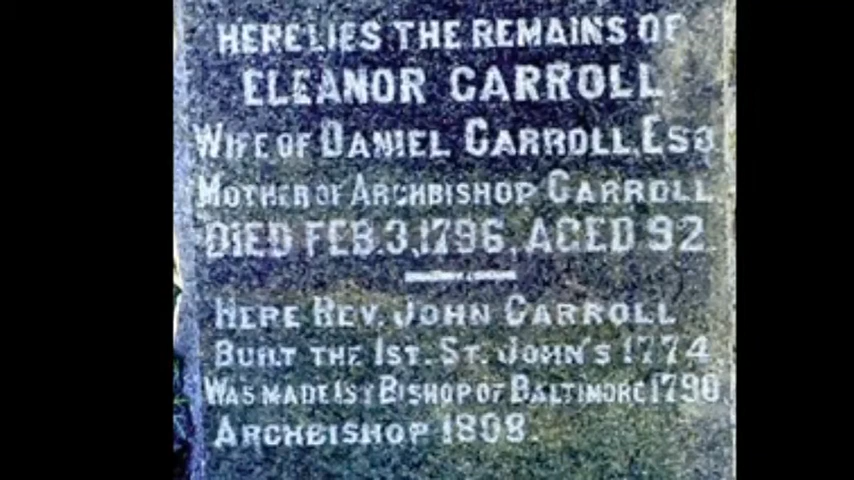 HERE LIES THE REMAINS OF
ELEANOR CARROLL.
WIFE OF DANIEL CARROLL, ESQ.
MOTHER OF ARCHBISHOP CARROLL.
DIED FEB. 3, 1796, AGED 92.
HERE REV. JOHN CARROLL
BUILT THE 1ST. ST. JOHN'S 1774.
WAS MADE 1ST BISHOP OF BALTIMORE 1790.
ARCHBISHOP 1808.